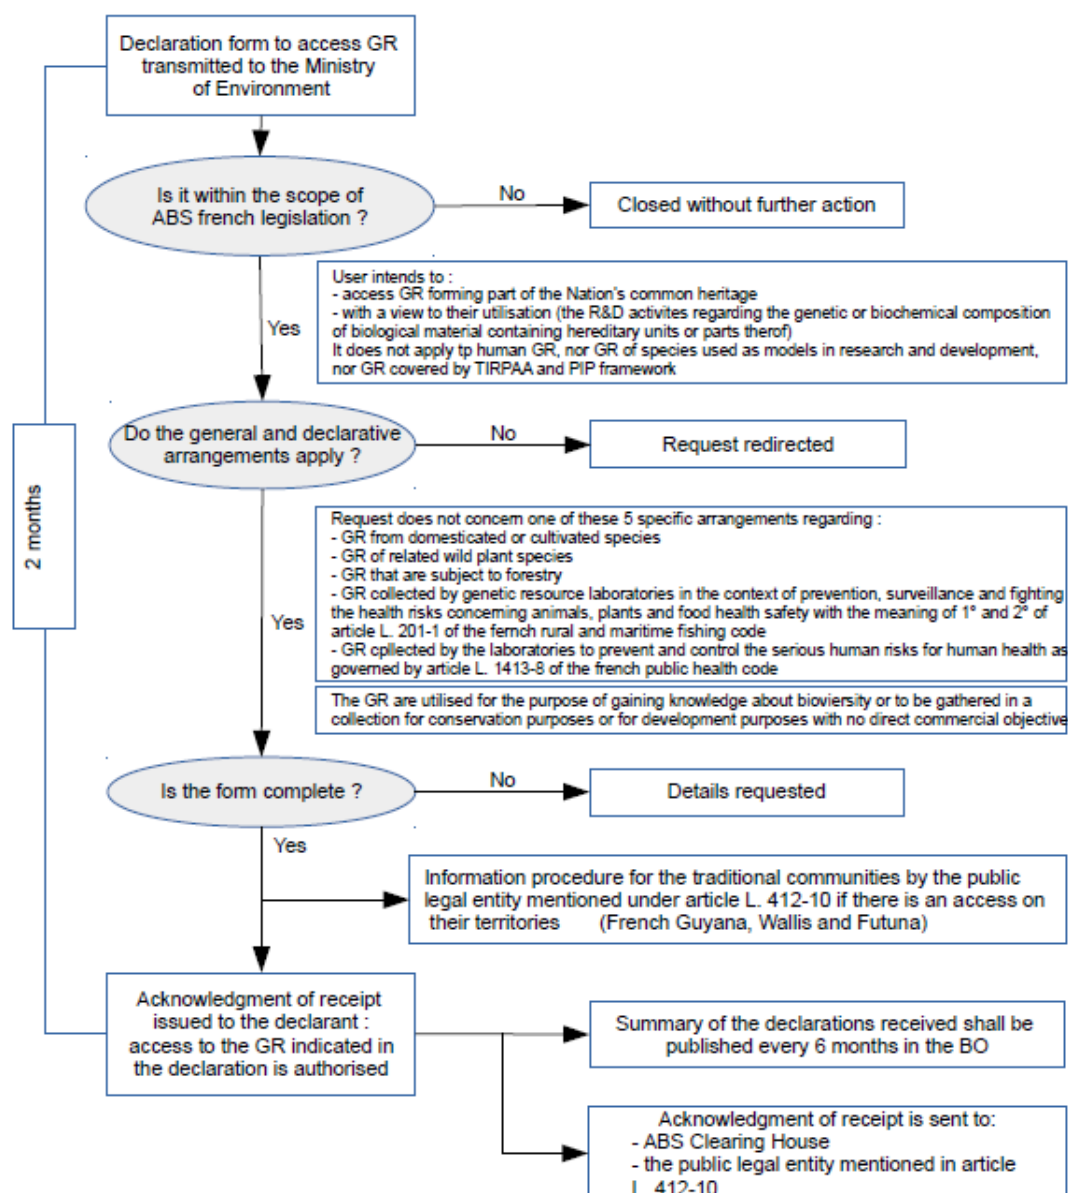 Declaration form to access GR
transmitted to the Ministry
of Environment
Is it within the scope of
ABS french legislation ?
No
Closed without further action
User intends to :
- access GR forming part of the Nation's common heritage
- with a view to their utilisation (the R&D activites regarding the genetic or biochemical composition
of biological material containing hereditary units or parts therof)
It does not apply tp human GR, nor GR of species used as models in research and development,
nor GR covered by TIRPAA and PIP framework
Yes
Do the general and declarative
arrangements apply ?
No
Request redirected
2 months
Request does not concern one of these 5 specific arrangements regarding :
- GR from domesticated or cultivated species
- GR of related wild plant species
- GR that are subject to forestry
- GR collected by genetic resource laboratories in the context of prevention, surveillance and fighting
the health risks concerning animals, plants and food health safety with the meaning of 1° and 2° of
article L. 201-1 of the fernch rural and maritime fishing code
- GR cpllected by the laboratories to prevent and control the serious human risks for human health as
governed by article L. 1413-8 of the french public health code
Yes
The GR are utilised for the purpose of gaining knowledge about bioviersity or to be gathered in a
collection for conservation purposes or for development purposes with no direct commercial objective
Is the form complete ?
No
Details requested
Yes
Information procedure for the traditional communities by the public
legal entity mentioned under article L. 412-10 if there is an access on
their territories (French Guyana, Wallis and Futuna)
Acknowledgment of receipt
issued to the declarant :
access to the GR indicated in
the declaration is authorised
Summary of the declarations received shall be
published every 6 months in the BO
Acknowledgment of receipt is sent to:
- ABS Clearing House
- the public legal entity mentioned in article
L. 412-10